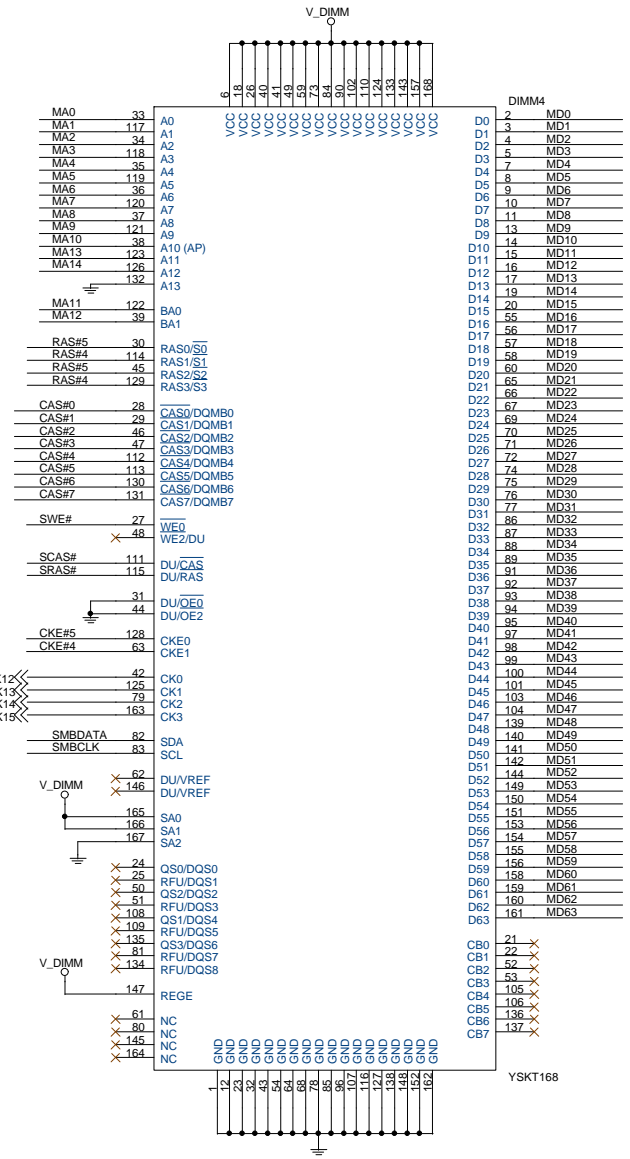 V_DIMM
6 18 26 40 41 49 59 73 84 90 102 110 124 133 143 157 168
VCC VCC VCC VCC VCC VCC VCC VCC VCC VCC VCC VCC VCC VCC VCC VCC VCC
DIMM4
MA0 33 A0
MA1 117 A1
MA2 34 A2
MA3 118 A3
MA4 35 A4
MA5 119 A5
MA6 36 A6
MA7 120 A7
MA8 37 A8
MA9 121 A9
MA10 38 A10 (AP)
MA13 123 A11
MA14 126 A12
132 A13
MA11 122 BA0
MA12 39 BA1
RAS#5 30 RAS0/S0
RAS#4 114 RAS1/S1
RAS#5 45 RAS2/S2
RAS#4 129 RAS3/S3
CAS#0 28 CAS0/DQMB0
CAS#1 29 CAS1/DQMB1
CAS#2 46 CAS2/DQMB2
CAS#3 47 CAS3/DQMB3
CAS#4 112 CAS4/DQMB4
CAS#5 113 CAS5/DQMB5
CAS#6 130 CAS6/DQMB6
CAS#7 131 CAS7/DQMB7
SWE# 27 WE0
48 WE2/DU
SCAS# 111 DU/CAS
SRAS# 115 DU/RAS
31 DU/OE0
44 DU/OE2
CKE#5 128 CKE0
CKE#4 63 CKE1
K12 42 CK0
K13 125 CK1
K14 79 CK2
K15 163 CK3
SMBDATA 82 SDA
SMBCLK 83 SCL
62 DU/VREF
146 DU/VREF
V_DIMM
165 SA0
166 SA1
167 SA2
24 QS0/DQS0
25 RFU/DQS1
50 QS2/DQS2
51 RFU/DQS3
108 QS1/DQS4
109 RFU/DQS5
135 QS3/DQS6
81 RFU/DQS7
134 RFU/DQS8
V_DIMM
147 REGE
61 NC
80 NC
145 NC
164 NC
D0 2 MD0
D1 3 MD1
D2 4 MD2
D3 5 MD3
D4 7 MD4
D5 8 MD5
D6 9 MD6
D7 10 MD7
D8 11 MD8
D9 13 MD9
D10 14 MD10
D11 15 MD11
D12 16 MD12
D13 17 MD13
D14 19 MD14
D15 20 MD15
D16 55 MD16
D17 56 MD17
D18 57 MD18
D19 58 MD19
D20 60 MD20
D21 65 MD21
D22 66 MD22
D23 67 MD23
D24 69 MD24
D25 70 MD25
D26 71 MD26
D27 72 MD27
D28 74 MD28
D29 75 MD29
D30 76 MD30
D31 77 MD31
D32 86 MD32
D33 87 MD33
D34 88 MD34
D35 89 MD35
D36 91 MD36
D37 92 MD37
D38 93 MD38
D39 94 MD39
D40 95 MD40
D41 97 MD41
D42 98 MD42
D43 99 MD43
D44 100 MD44
D45 101 MD45
D46 103 MD46
D47 104 MD47
D48 139 MD48
D49 140 MD49
D50 141 MD50
D51 142 MD51
D52 144 MD52
D53 149 MD53
D54 150 MD54
D55 151 MD55
D56 153 MD56
D57 154 MD57
D58 155 MD58
D59 156 MD59
D60 158 MD60
D61 159 MD61
D62 160 MD62
D63 161 MD63
CB0 21
CB1 22
CB2 52
CB3 53
CB4 105
CB5 106
CB6 136
CB7 137
GND GND GND GND GND GND GND GND GND GND GND GND GND GND GND GND GND GND
1 12 23 32 43 54 64 68 78 85 96 107 116 127 138 148 152 162
YSKT168